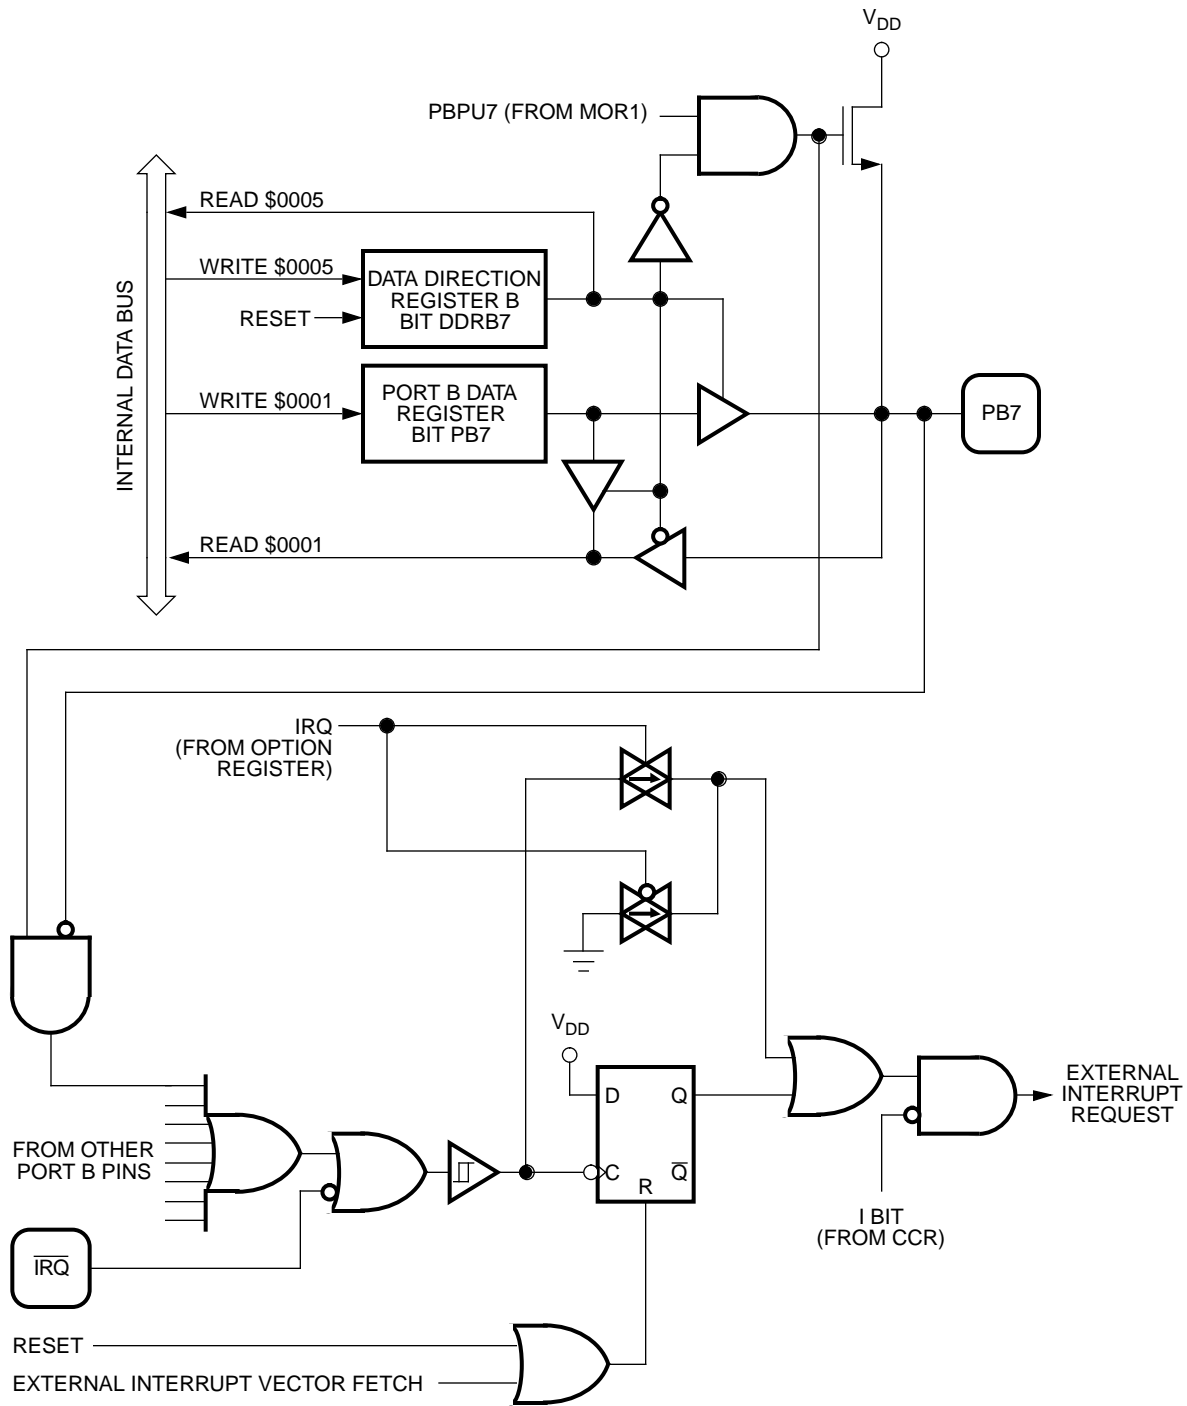 VDD
PBPU7 (FROM MOR1)
READ $0005
WRITE $0005
DATA DIRECTION
REGISTER B
BIT DDRB7
RESET
INTERNAL DATA BUS
WRITE $0001
PORT B DATA
REGISTER
BIT PB7
PB7
READ $0001
IRQ
(FROM OPTION
REGISTER)
VDD
D
Q
C
Q̅
R
EXTERNAL
INTERRUPT
REQUEST
FROM OTHER
PORT B PINS
I BIT
(FROM CCR)
I̅R̅Q̅
RESET
EXTERNAL INTERRUPT VECTOR FETCH